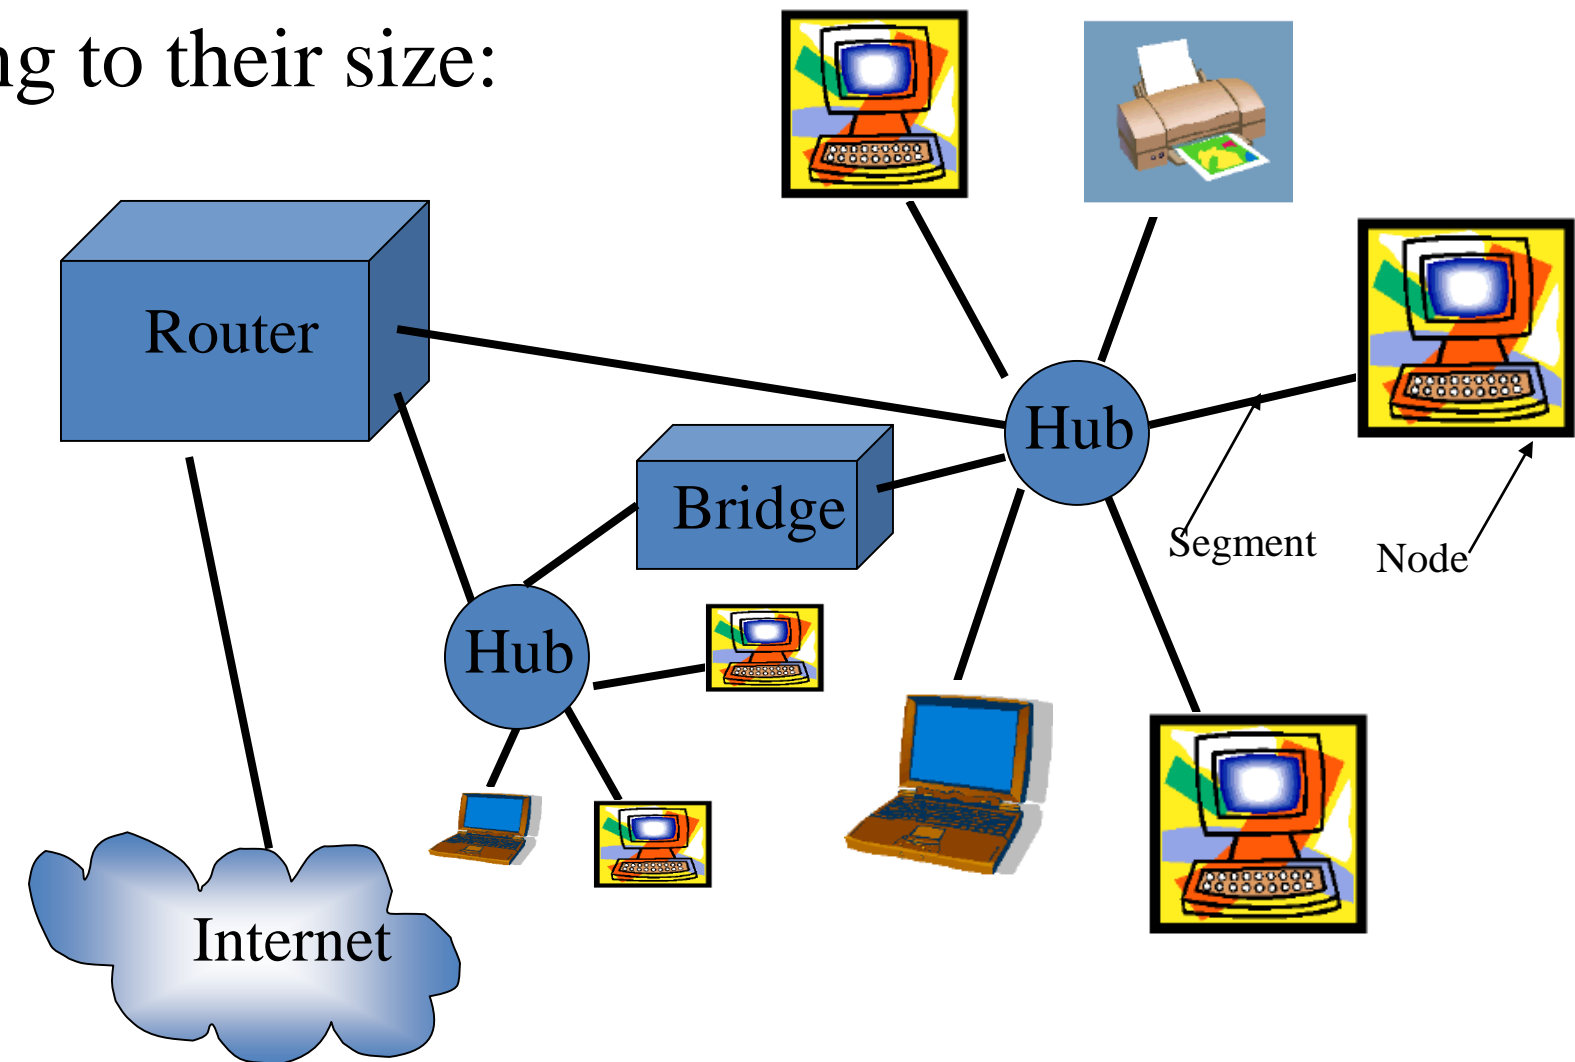 ng to their size:
Router
Hub
Bridge
Segment
Node
Hub
Internet